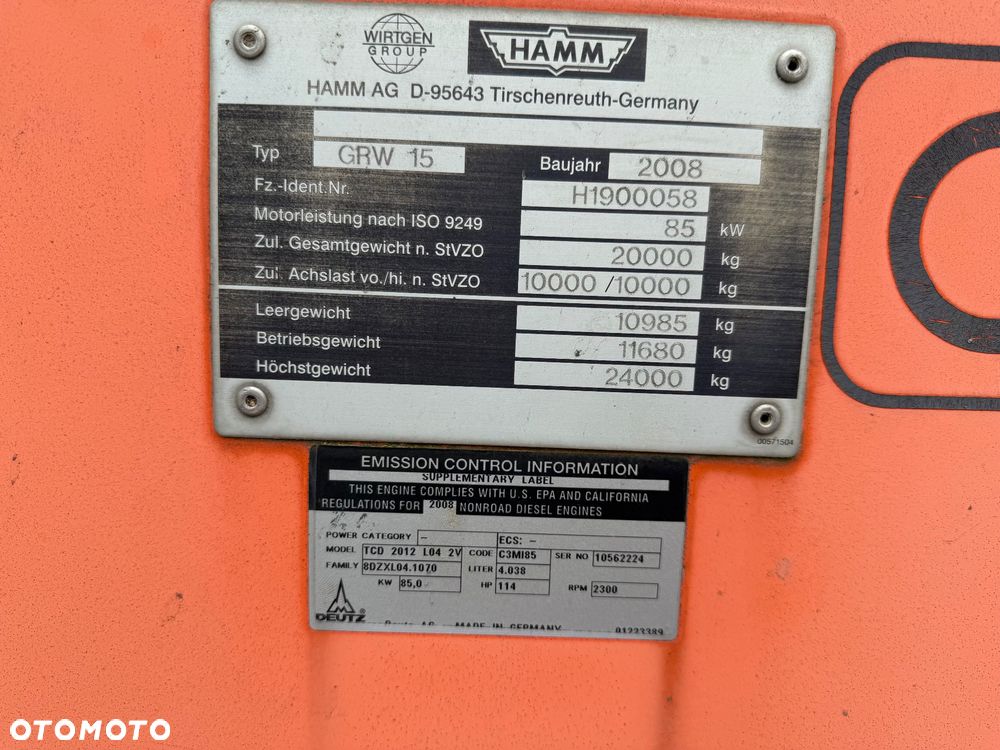 WIRTGEN
GROUP
HAMM
HAMM AG D-95643 Tirschenreuth-Germany
Typ GRW 15 Baujahr 2008
Fz.-Ident.Nr. H1900058
Motorleistung nach ISO 9249 85 kW
Zul. Gesamtgewicht n. StVZO 20000 kg
Zul. Achslast vo./hi. n. StVZO 10000 /10000 kg
Leergewicht 10985 kg
Betriebsgewicht 11680 kg
Höchstgewicht 24000 kg
00571504
EMISSION CONTROL INFORMATION
SUPPLEMENTARY LABEL
THIS ENGINE COMPLIES WITH U.S. EPA AND CALIFORNIA
REGULATIONS FOR 2008 NONROAD DIESEL ENGINES
POWER CATEGORY - ECS: -
MODEL TCD 2012 L04 2V CODE C3MI85 SER NO 10562224
FAMILY 8DZXL04.1070 LITER 4.038
KW 85,0 HP 114 RPM 2300
DEUTZ ®
Deutz AG MADE IN GERMANY 01223389
OTOMOTO